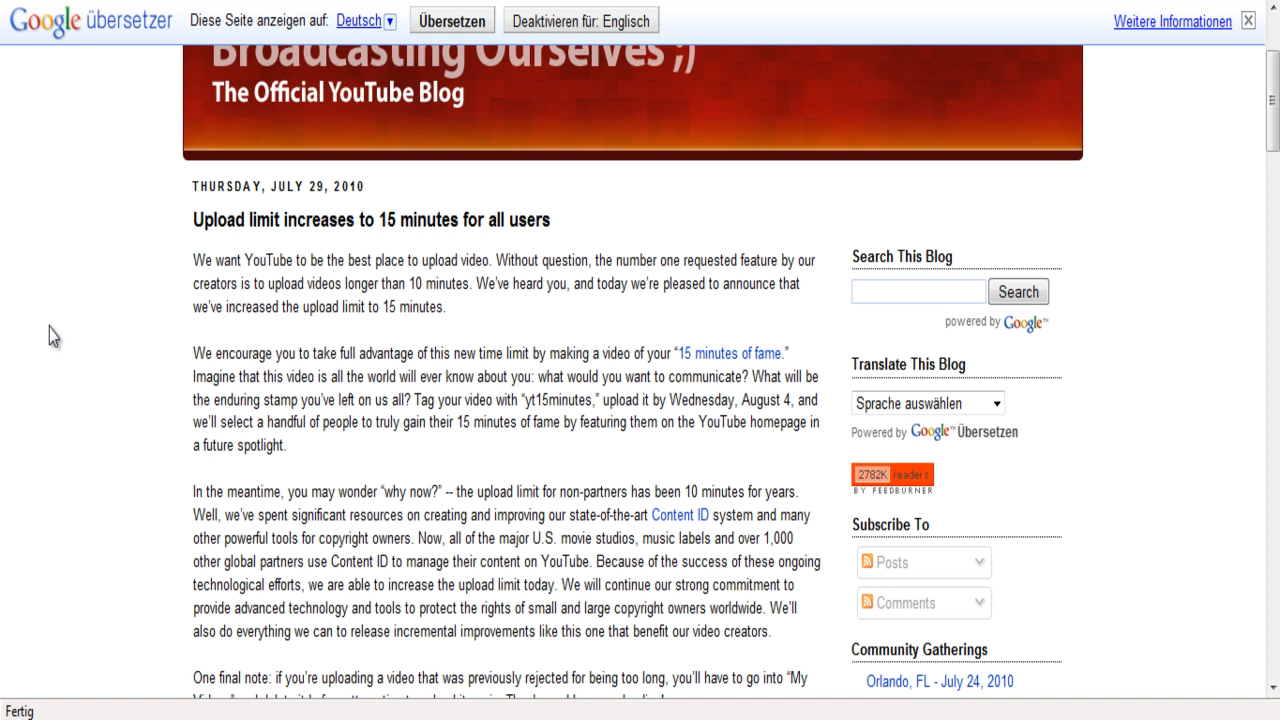 Google übersetzer Diese Seite anzeigen auf: Deutsch Übersetzen Deaktivieren für: Englisch Weitere Informationen
Broadcasting Ourselves ;)
The Official YouTube Blog
THURSDAY, JULY 29, 2010
Upload limit increases to 15 minutes for all users
We want YouTube to be the best place to upload video. Without question, the number one requested feature by our
creators is to upload videos longer than 10 minutes. We've heard you, and today we're pleased to announce that
we've increased the upload limit to 15 minutes.
We encourage you to take full advantage of this new time limit by making a video of your “15 minutes of fame.”
Imagine that this video is all the world will ever know about you: what would you want to communicate? What will be
the enduring stamp you've left on us all? Tag your video with “yt15minutes,” upload it by Wednesday, August 4, and
we'll select a handful of people to truly gain their 15 minutes of fame by featuring them on the YouTube homepage in
a future spotlight.
In the meantime, you may wonder “why now?” -- the upload limit for non-partners has been 10 minutes for years.
Well, we've spent significant resources on creating and improving our state-of-the-art Content ID system and many
other powerful tools for copyright owners. Now, all of the major U.S. movie studios, music labels and over 1,000
other global partners use Content ID to manage their content on YouTube. Because of the success of these ongoing
technological efforts, we are able to increase the upload limit today. We will continue our strong commitment to
provide advanced technology and tools to protect the rights of small and large copyright owners worldwide. We'll
also do everything we can to release incremental improvements like this one that benefit our video creators.
One final note: if you're uploading a video that was previously rejected for being too long, you'll have to go into “My
Search This Blog
Search
powered by Google™
Translate This Blog
Sprache auswählen
Powered by Google™ Übersetzen
2782K readers
BY FEEDBURNER
Subscribe To
Posts
Comments
Community Gatherings
Orlando, FL - July 24, 2010
Fertig